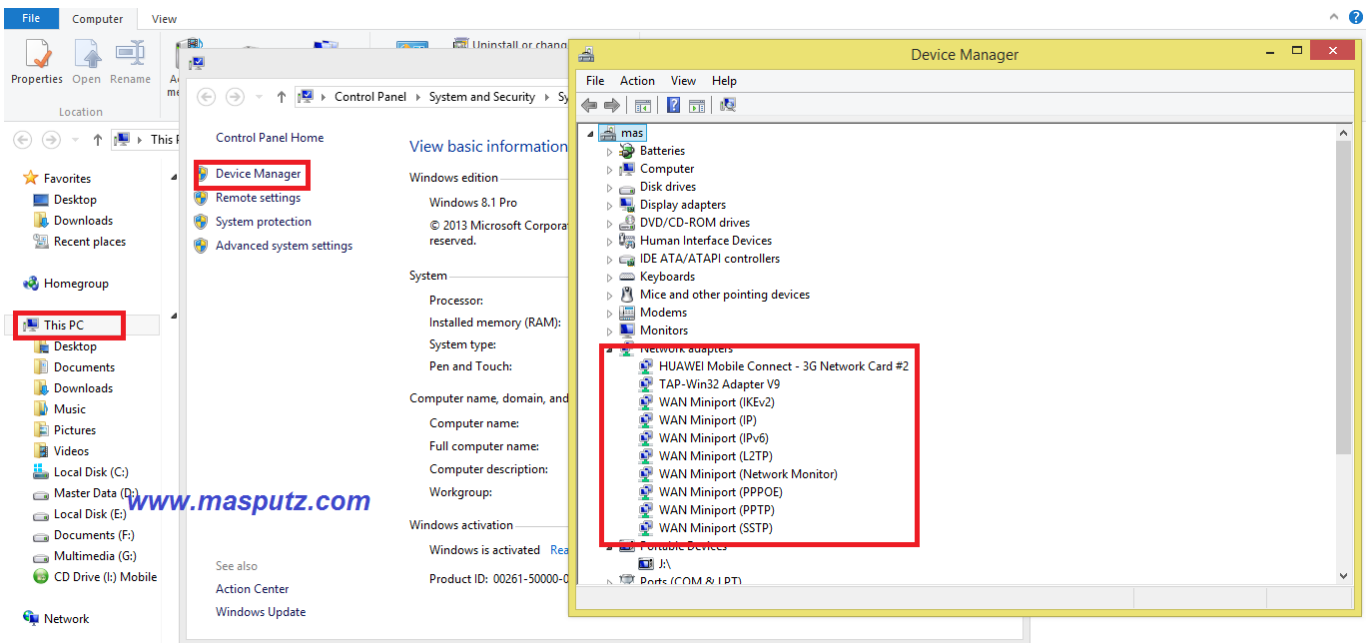 File
Computer
View
Properties
Open
Rename
Location
Uninstall or chang
This
Favorites
Desktop
Downloads
Recent places
Homegroup
This PC
Desktop
Documents
Downloads
Music
Pictures
Videos
Local Disk (C:)
Master Data (D:)
Local Disk (E:)
Documents (F:)
Multimedia (G:)
CD Drive (I:) Mobile
Network
Control Panel
System and Security
Sy
Control Panel Home
Device Manager
Remote settings
System protection
Advanced system settings
See also
Action Center
Windows Update
View basic information
Windows edition
Windows 8.1 Pro
© 2013 Microsoft Corpora
reserved.
System
Processor:
Installed memory (RAM):
System type:
Pen and Touch:
Computer name, domain, and
Computer name:
Full computer name:
Computer description:
Workgroup:
Windows activation
Windows is activated Rea
Product ID: 00261-50000-0
www.masputz.com
Device Manager
File Action View Help
mas
Batteries
Computer
Disk drives
Display adapters
DVD/CD-ROM drives
Human Interface Devices
IDE ATA/ATAPI controllers
Keyboards
Mice and other pointing devices
Modems
Monitors
Network adapters
HUAWEI Mobile Connect - 3G Network Card #2
TAP-Win32 Adapter V9
WAN Miniport (IKEv2)
WAN Miniport (IP)
WAN Miniport (IPv6)
WAN Miniport (L2TP)
WAN Miniport (Network Monitor)
WAN Miniport (PPPOE)
WAN Miniport (PPTP)
WAN Miniport (SSTP)
Portable Devices
J:\
Ports (COM & LPT)